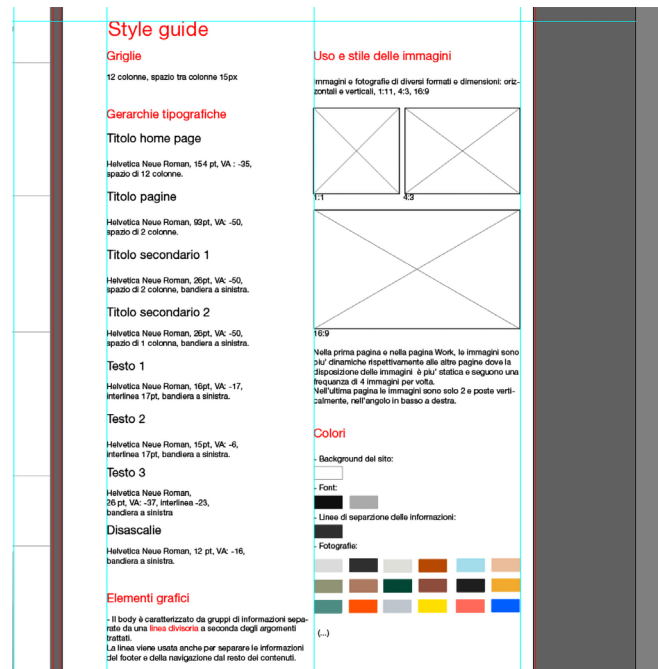 Style guide
Griglie
12 colonne, spazio tra colonne 15px
Gerarchie tipografiche
Titolo home page
Helvetica Neue Roman, 154 pt, VA : -35,
spazio di 12 colonne.
Titolo pagine
Helvetica Neue Roman, 93pt, VA: -50,
spazio di 2 colonne.
Titolo secondario 1
Helvetica Neue Roman, 26pt, VA: -50,
spazio di 2 colonne, bandiera a sinistra.
Titolo secondario 2
Helvetica Neue Roman, 26pt, VA: -50,
spazio di 1 colonna, bandiera a sinistra.
Testo 1
Helvetica Neue Roman, 16pt, VA: -17,
interlinea 17pt, bandiera a sinistra.
Testo 2
Helvetica Neue Roman, 15pt, VA: -6,
interlinea 17pt, bandiera a sinistra.
Testo 3
Helvetica Neue Roman,
26 pt, VA: -37, interlinea -23,
bandiera a sinistra
Disascalie
Helvetica Neue Roman, 12 pt, VA: -16,
bandiera a sinistra.
Elementi grafici
- Il body è caratterizzato da gruppi di informazioni sepa-
rate da una linea divisoria a seconda degli argomenti
trattati.
La linea viene usata anche per separare le informazioni
del footer e della navigazione dal resto dei contenuti.
Uso e stile delle immagini
Immagini e fotografie di diversi formati e dimensioni: oriz-
zontali e verticali, 1:11, 4:3, 16:9
1:1
4:3
16:9
Nella prima pagina e nella pagina Work, le immagini sono
piu' dinamiche rispettivamente alle altre pagine dove la
disposizione delle immagini è piu' statica e seguono una
frequanza di 4 immagini per volta.
Nell'ultima pagina le immagini sono solo 2 e poste verti-
calmente, nell'angolo in basso a destra.
Colori
- Background del sito:
- Font:
- Linee di separzione delle informazioni:
- Fotografie:
(...)